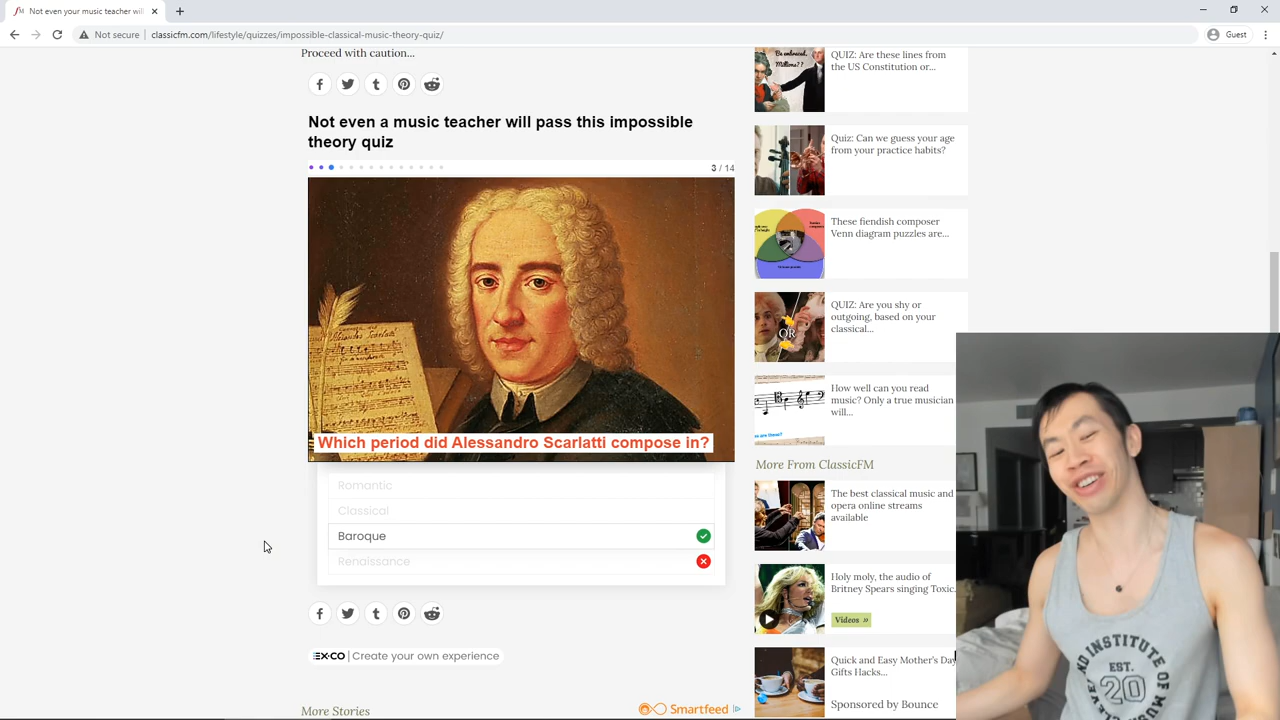 Not even your music teacher will
Not secure
classicfm.com/lifestyle/quizzes/impossible-classical-music-theory-quiz/
Guest
Proceed with caution...
Not even a music teacher will pass this impossible
theory quiz
3 / 14
Which period did Alessandro Scarlatti compose in?
Romantic
Classical
Baroque
Renaissance
EX.CO | Create your own experience
More Stories
Smartfeed
QUIZ: Are these lines from
the US Constitution or...
Quiz: Can we guess your age
from your practice habits?
These fiendish composer
Venn diagram puzzles are...
OR
QUIZ: Are you shy or
outgoing, based on your
classical...
How well can you read
music? Only a true musician
will...
More From ClassicFM
The best classical music and
opera online streams
available
Holy moly, the audio of
Britney Spears singing Toxic
Videos »
Quick and Easy Mother's Day
Gifts Hacks...
Sponsored by Bounce
INSTITUTE
EST.
20